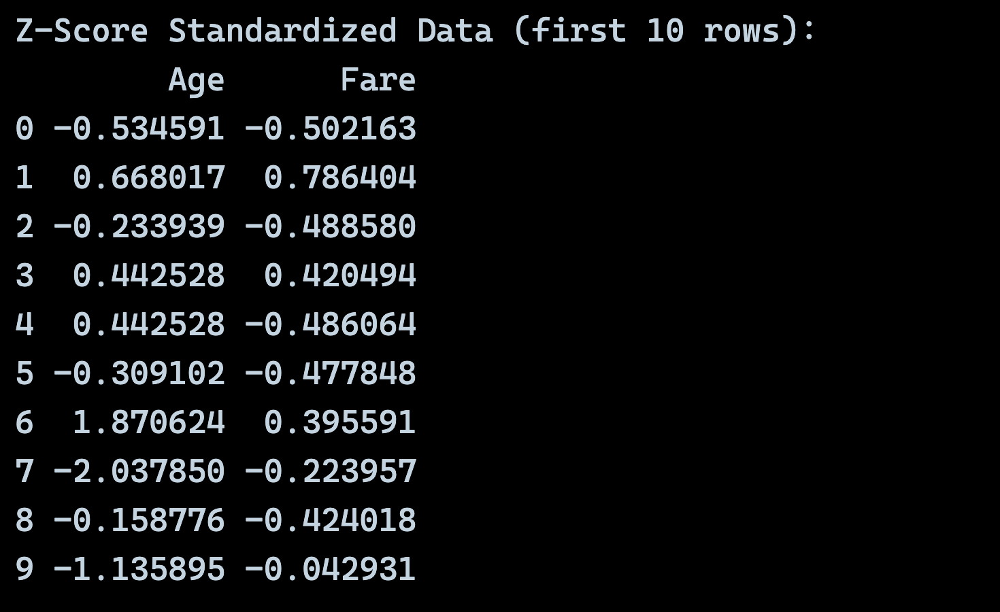 Z-Score Standardized Data (first 10 rows):
        Age      Fare
0 -0.534591 -0.502163
1  0.668017  0.786404
2 -0.233939 -0.488580
3  0.442528  0.420494
4  0.442528 -0.486064
5 -0.309102 -0.477848
6  1.870624  0.395591
7 -2.037850 -0.223957
8 -0.158776 -0.424018
9 -1.135895 -0.042931